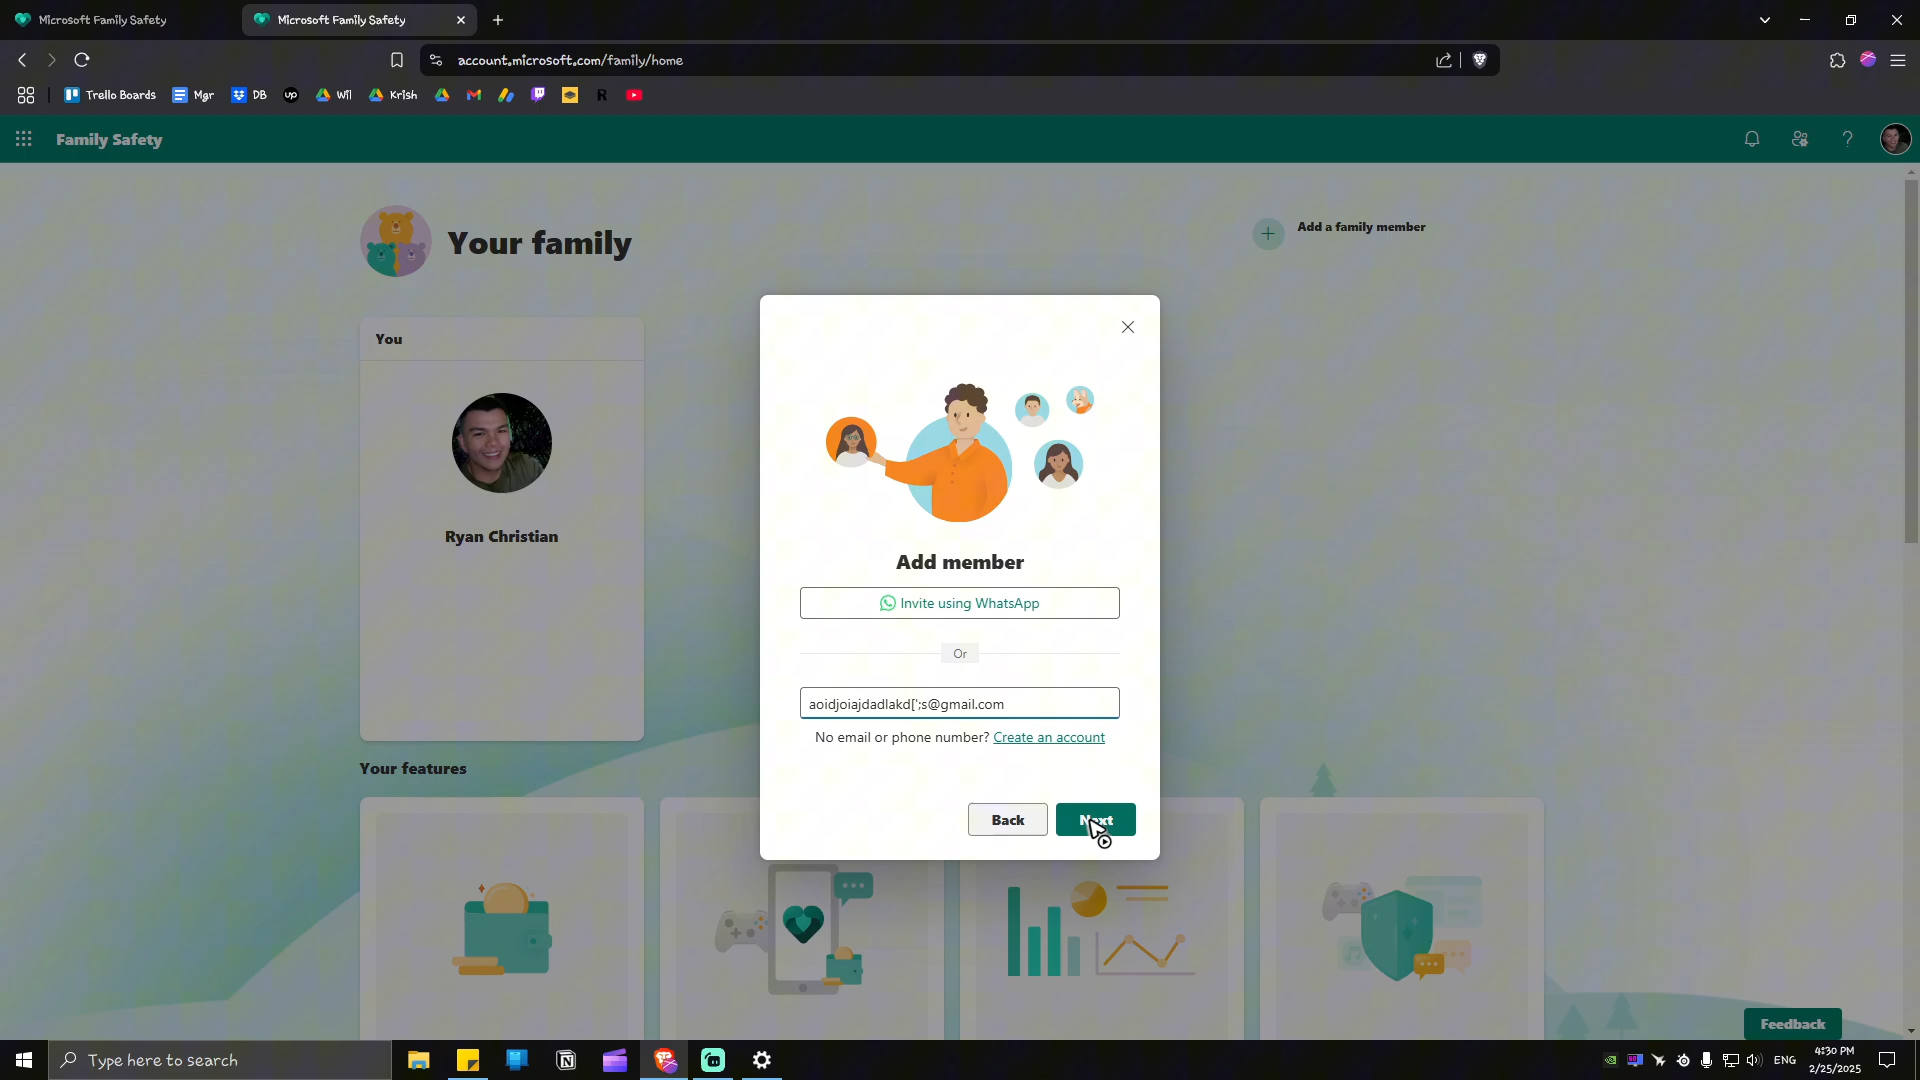 Microsoft Family Safety
Microsoft Family Safety
account.microsoft.com/family/home
Trello Boards
Mgr
DB
up
Wil
Krish
R
Family Safety
Your family
Add a family member
You
Ryan Christian
Add member
Invite using WhatsApp
Or
aoidjoiajdadlakd[';s@gmail.com
No email or phone number? Create an account
Back
Next
Your features
Feedback
Type here to search
ENG
4:30 PM
2/25/2025